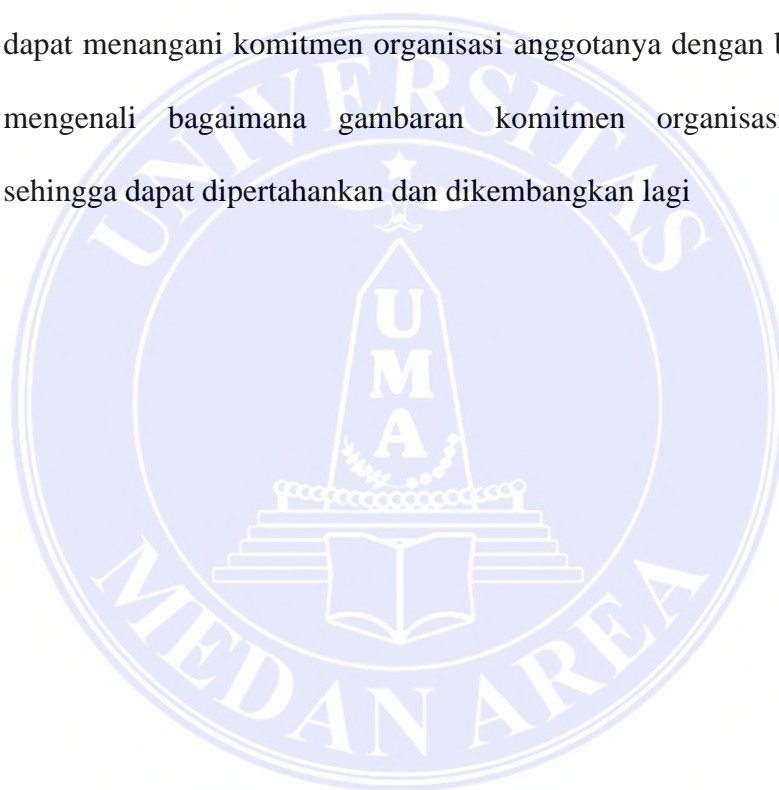 dapat menangani komitmen organisasi anggotanya dengan
mengenali bagaimana gambaran komitmen organisasi
sehingga dapat dipertahankan dan dikembangkan lagi
UNIVERSITAS
UMA
MEDAN AREA